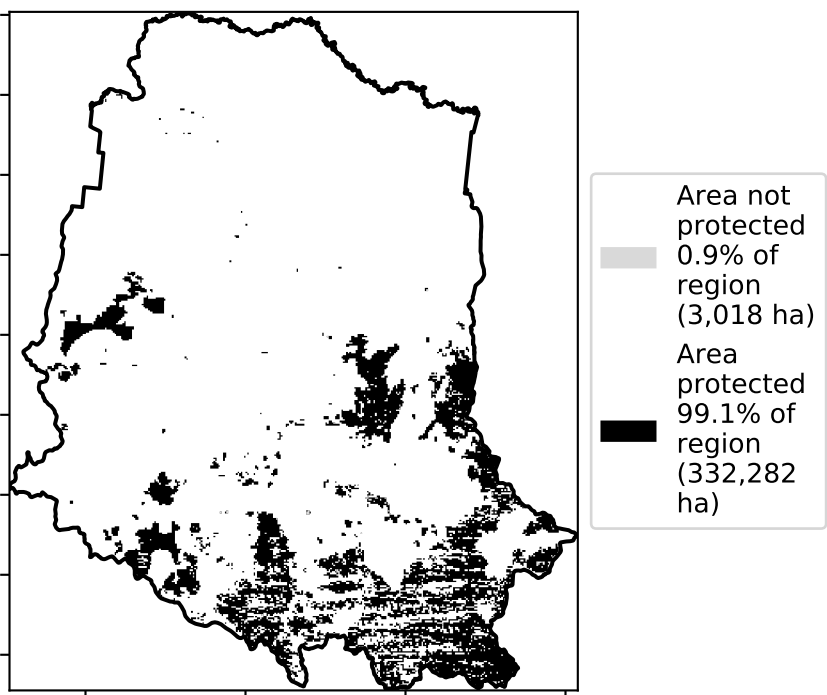 Area not
protected
0.9% of
region
(3,018 ha)
Area
protected
99.1% of
region
(332,282
ha)